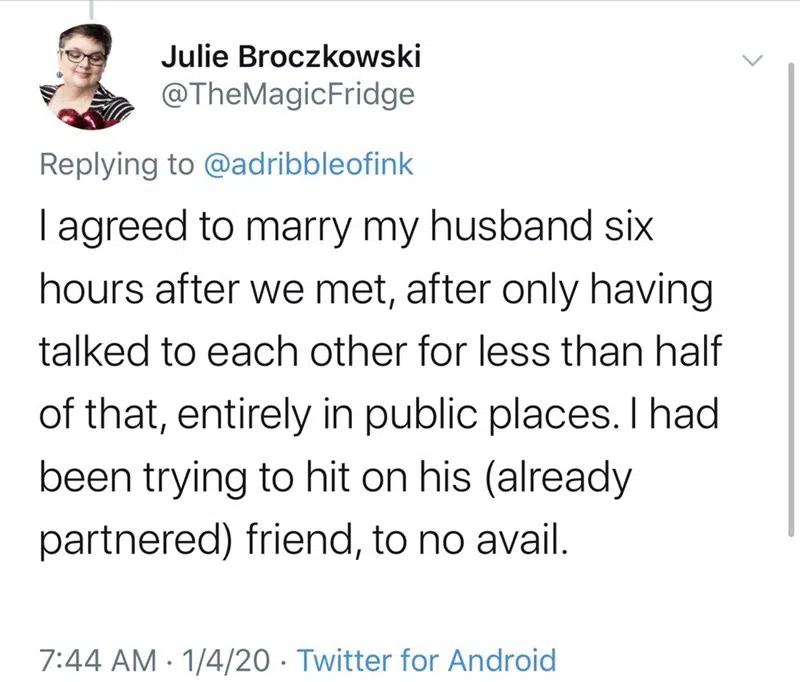 Julie Broczkowski
@TheMagicFridge
Replying to @adribbleofink
I agreed to marry my husband six
hours after we met, after only having
talked to each other for less than half
of that, entirely in public places. I had
been trying to hit on his (already
partnered) friend, to no avail.
7:44 AM · 1/4/20 · Twitter for Android